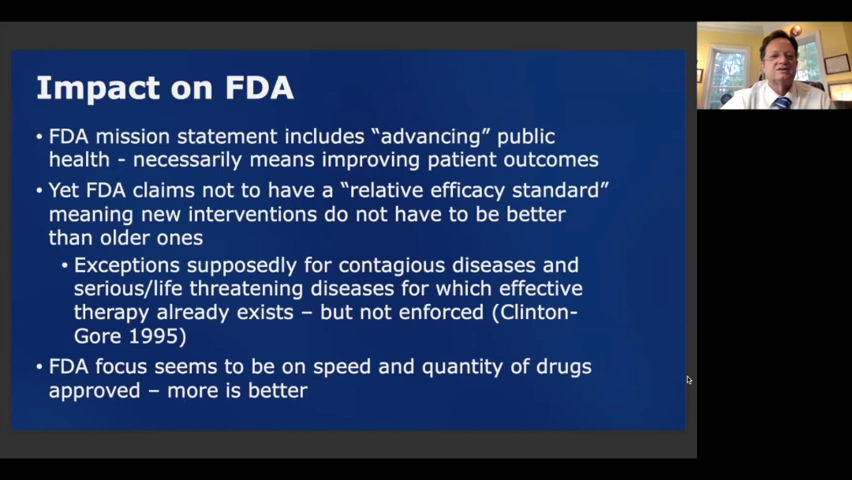 Impact on FDA
• FDA mission statement includes “advancing” public
health - necessarily means improving patient outcomes
• Yet FDA claims not to have a “relative efficacy standard”
meaning new interventions do not have to be better
than older ones
• Exceptions supposedly for contagious diseases and
serious/life threatening diseases for which effective
therapy already exists – but not enforced (Clinton-
Gore 1995)
• FDA focus seems to be on speed and quantity of drugs
approved – more is better